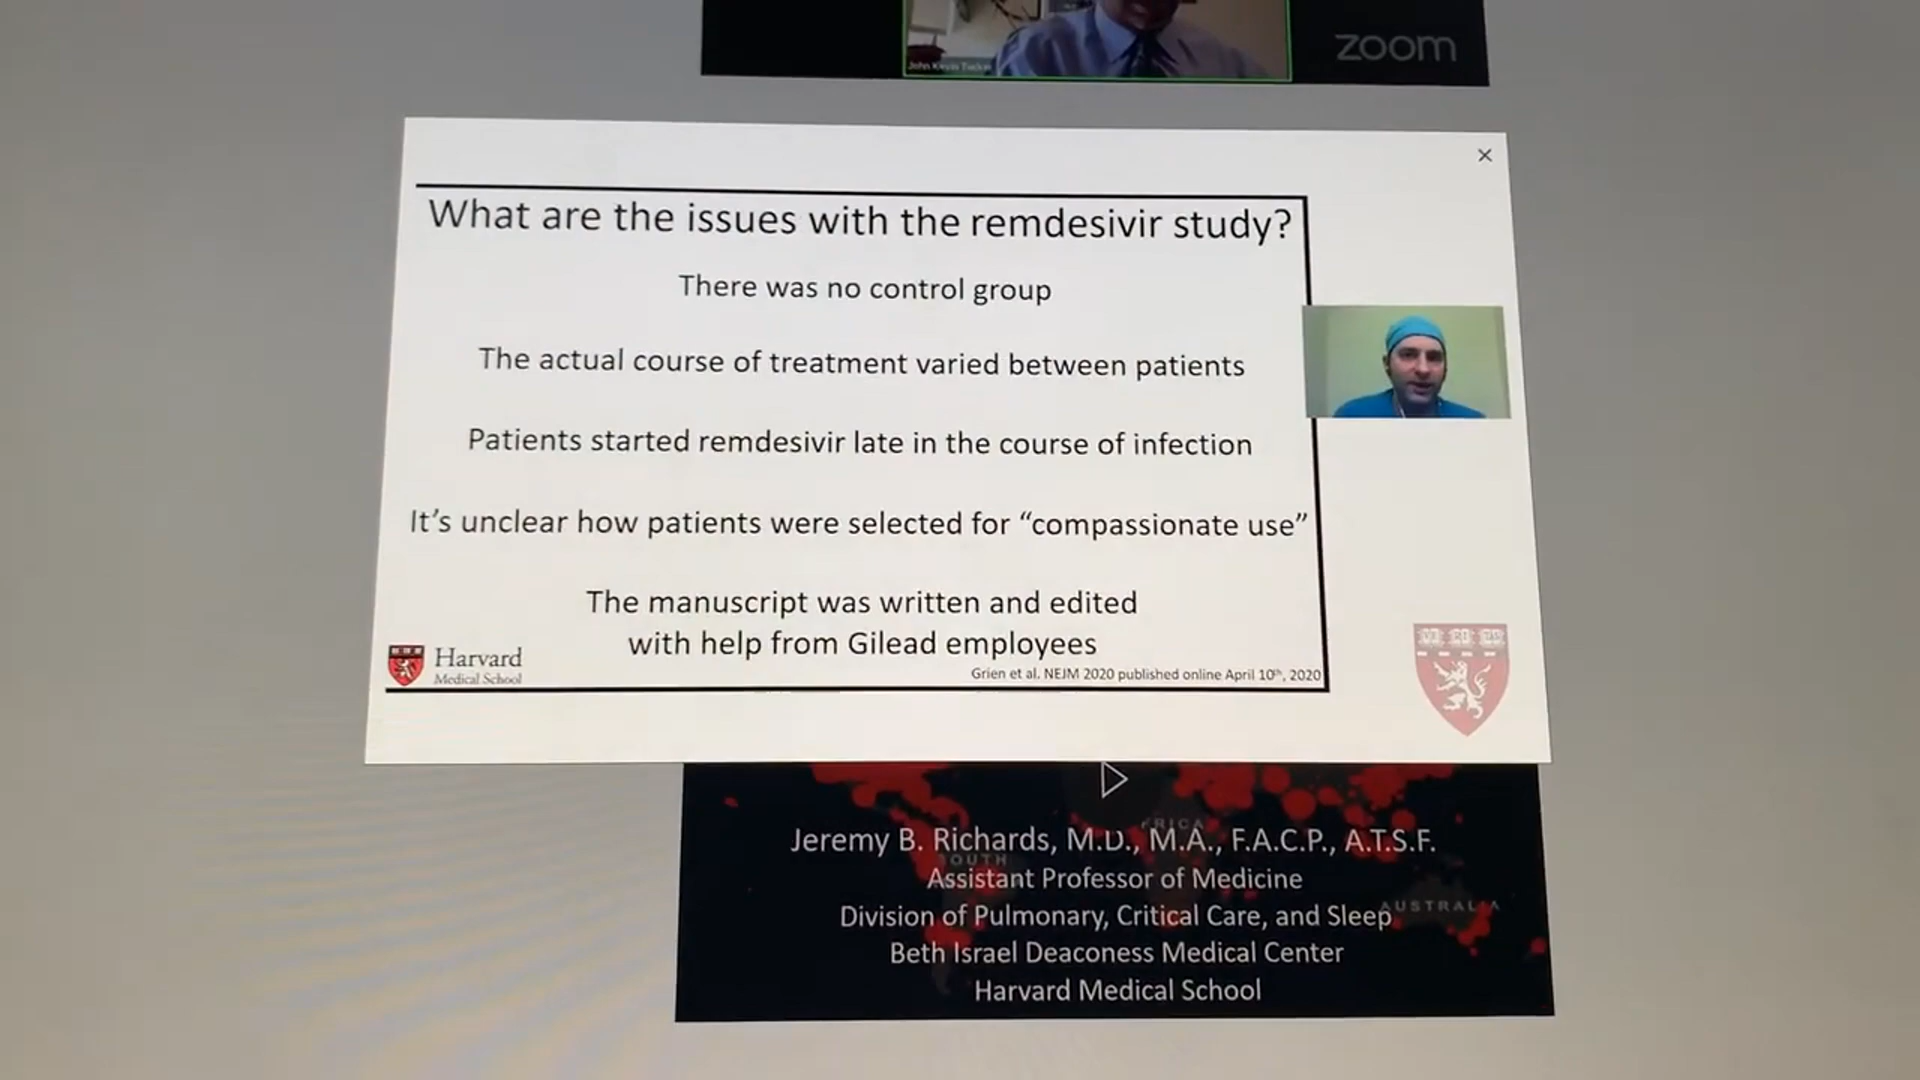 zoom
×
What are the issues with the remdesivir study?
There was no control group
The actual course of treatment varied between patients
Patients started remdesivir late in the course of infection
It's unclear how patients were selected for “compassionate use”
The manuscript was written and edited
with help from Gilead employees
Harvard
Medical School
Grien et al. NEJM 2020 published online April 10th, 2020
Jeremy B. Richards, M.D., M.A., F.A.C.P., A.T.S.F.
SOUTH
Assistant Professor of Medicine
Division of Pulmonary, Critical Care, and Sleep
AUSTRALIA
Beth Israel Deaconess Medical Center
Harvard Medical School